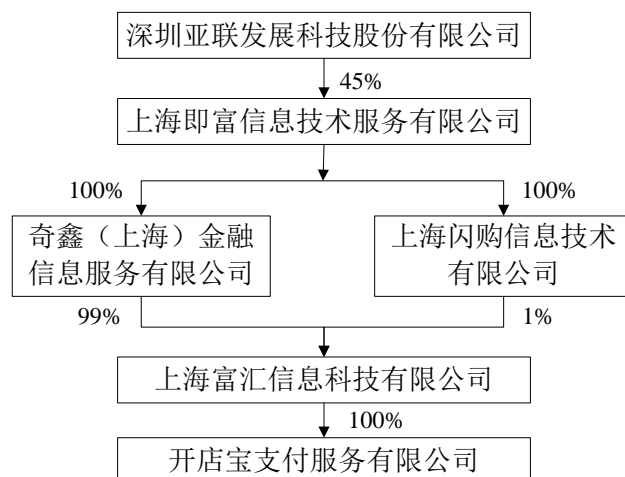 深圳亚联发展科技股份有限公司
45%
上海即富信息技术服务有限公司
100%
100%
奇鑫（上海）金融
信息服务有限公司
上海闪购信息技术
有限公司
99%
1%
上海富汇信息科技有限公司
100%
开店宝支付服务有限公司